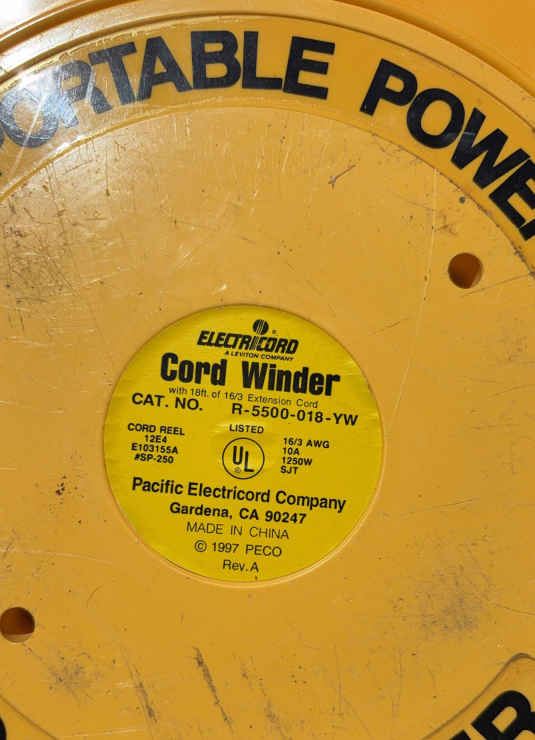 PORTABLE POWER
ELECTRICORD
A LEVITON COMPANY
Cord Winder
with 18ft. of 16/3 Extension Cord
CAT. NO. R-5500-018-YW
CORD REEL
12E4
E103155A
#SP-250
LISTED
UL
®
16/3 AWG
10A
1250W
SJT
Pacific Electricord Company
Gardena, CA 90247
MADE IN CHINA
© 1997 PECO
Rev. A